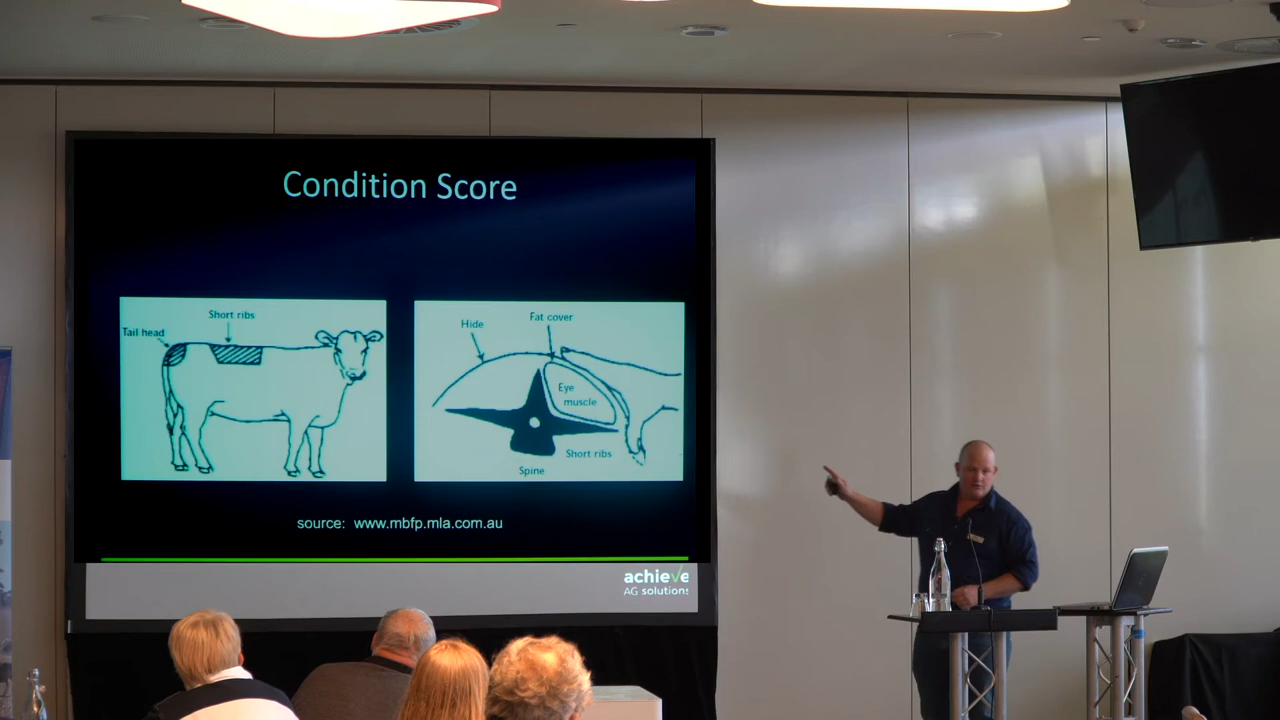 Condition Score
Short ribs
Tail head
Hide
Fat cover
Eye
muscle
Short ribs
Spine
source: www.mbfp.mla.com.au
achieve
AG solutions